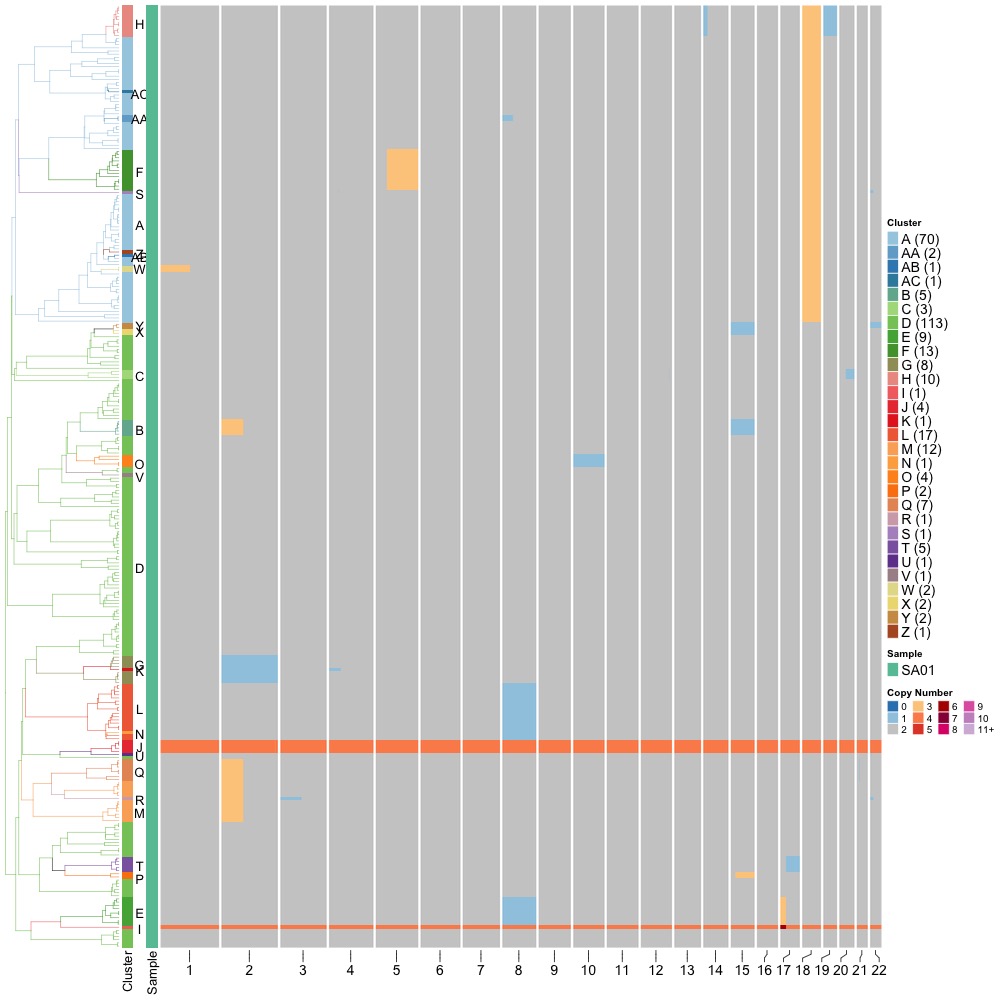 H
AC
AA
F
S
A
Z
AB
W
Y
X
C
B
O
V
D
G
K
L
N
J
U
Q
R
M
T
P
E
I
Cluster
A (70)
AA (2)
AB (1)
AC (1)
B (5)
C (3)
D (113)
E (9)
F (13)
G (8)
H (10)
I (1)
J (4)
K (1)
L (17)
M (12)
N (1)
O (4)
P (2)
Q (7)
R (1)
S (1)
T (5)
U (1)
V (1)
W (2)
X (2)
Y (2)
Z (1)
Sample
SA01
Copy Number
0 3 6 9
1 4 7 10
2 5 8 11+
Cluster Sample 1 2 3 4 5 6 7 8 9 10 11 12 13 14 15 16 17 18 19 20 21 22